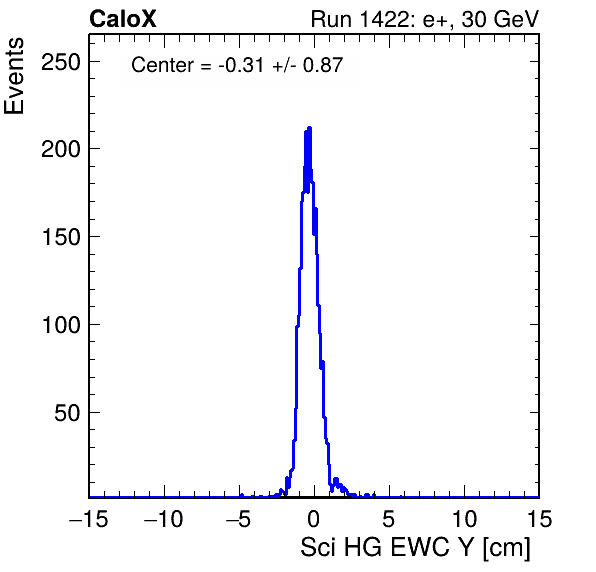 CaloX Run 1422: e+, 30 GeV
Events
Center = -0.31 +/- 0.87
250
200
150
100
50
−15 −10 −5 0 5 10 15
Sci HG EWC Y [cm]